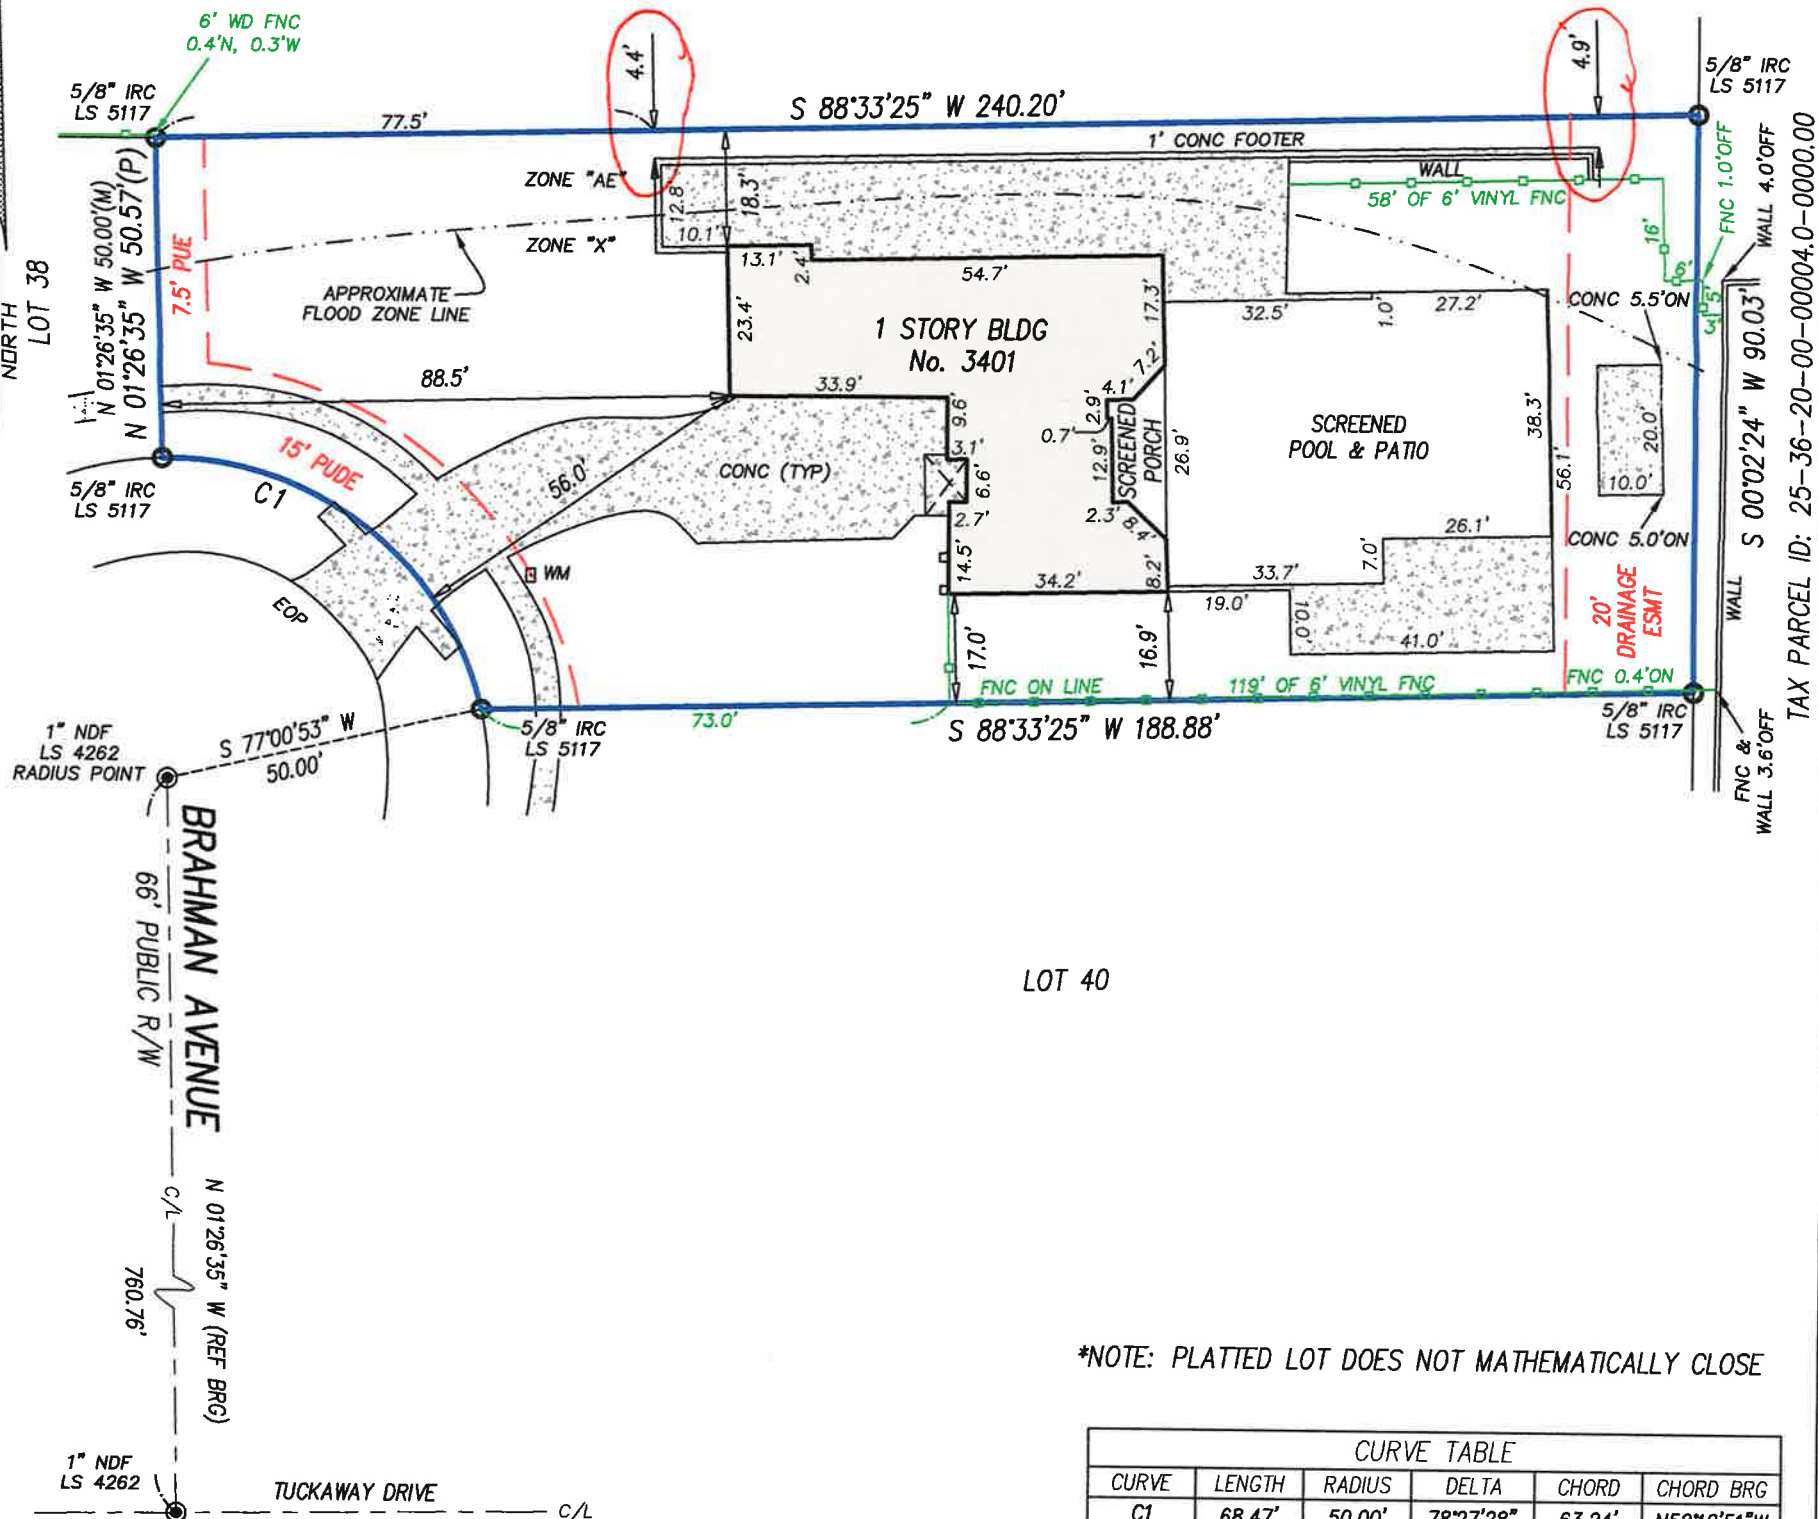 6' WD FNC
0.4'N, 0.3'W
5/8" IRC
LS 5117
77.5'
4.4'
S 88°33'25" W 240.20'
4.9'
5/8" IRC
LS 5117
1' CONC FOOTER
WALL
58' OF 6' VINYL FNC
16'
6'
5'
3'
FNC 1.0'OFF
WALL 4.0'OFF
NORTH
LOT 38
N 01°26'35" W 50.00'(M)
N 01°26'35" W 50.57'(P)
7.5' PUE
ZONE "AE"
ZONE "X"
12.8'
10.1'
18.3'
APPROXIMATE
FLOOD ZONE LINE
13.1'
2.4'
54.7'
23.4'
17.3'
1 STORY BLDG
No. 3401
32.5'
1.0'
27.2'
CONC 5.5'ON
88.5'
33.9'
9.6'
7.2'
4.1'
2.9'
0.7'
12.9'
SCREENED
PORCH
26.9'
SCREENED
POOL & PATIO
38.3'
56.1'
20.0'
10.0'
S 00°02'24" W 90.03'
TAX PARCEL ID: 25-36-20-00-00004.0-0000.00
15' PUDE
C1
5/8" IRC
LS 5117
56.0'
CONC (TYP)
3.1'
6.6'
2.7'
2.3'
8.4'
14.5'
34.2'
8.2'
33.7'
19.0'
7.0'
26.1'
10.0'
41.0'
CONC 5.0'ON
WM
EOP
20'
DRAINAGE
ESMT
WALL
17.0'
16.9'
FNC ON LINE
119' OF 6' VINYL FNC
FNC 0.4'ON
73.0'
S 88°33'25" W 188.88'
5/8" IRC
LS 5117
5/8" IRC
LS 5117
FNC &
WALL 3.6'OFF
1" NDF
LS 4262
RADIUS POINT
S 77°00'53" W
50.00'
BRAHMAN AVENUE
66' PUBLIC R/W
LOT 40
C/L
N 01°26'35" W (REF BRG)
760.76'
1" NDF
LS 4262
TUCKAWAY DRIVE
C/L
*NOTE: PLATTED LOT DOES NOT MATHEMATICALLY CLOSE
CURVE TABLE
CURVE LENGTH RADIUS DELTA CHORD CHORD BRG
C1 68.47' 50.00' 78°27'28" 63.24'